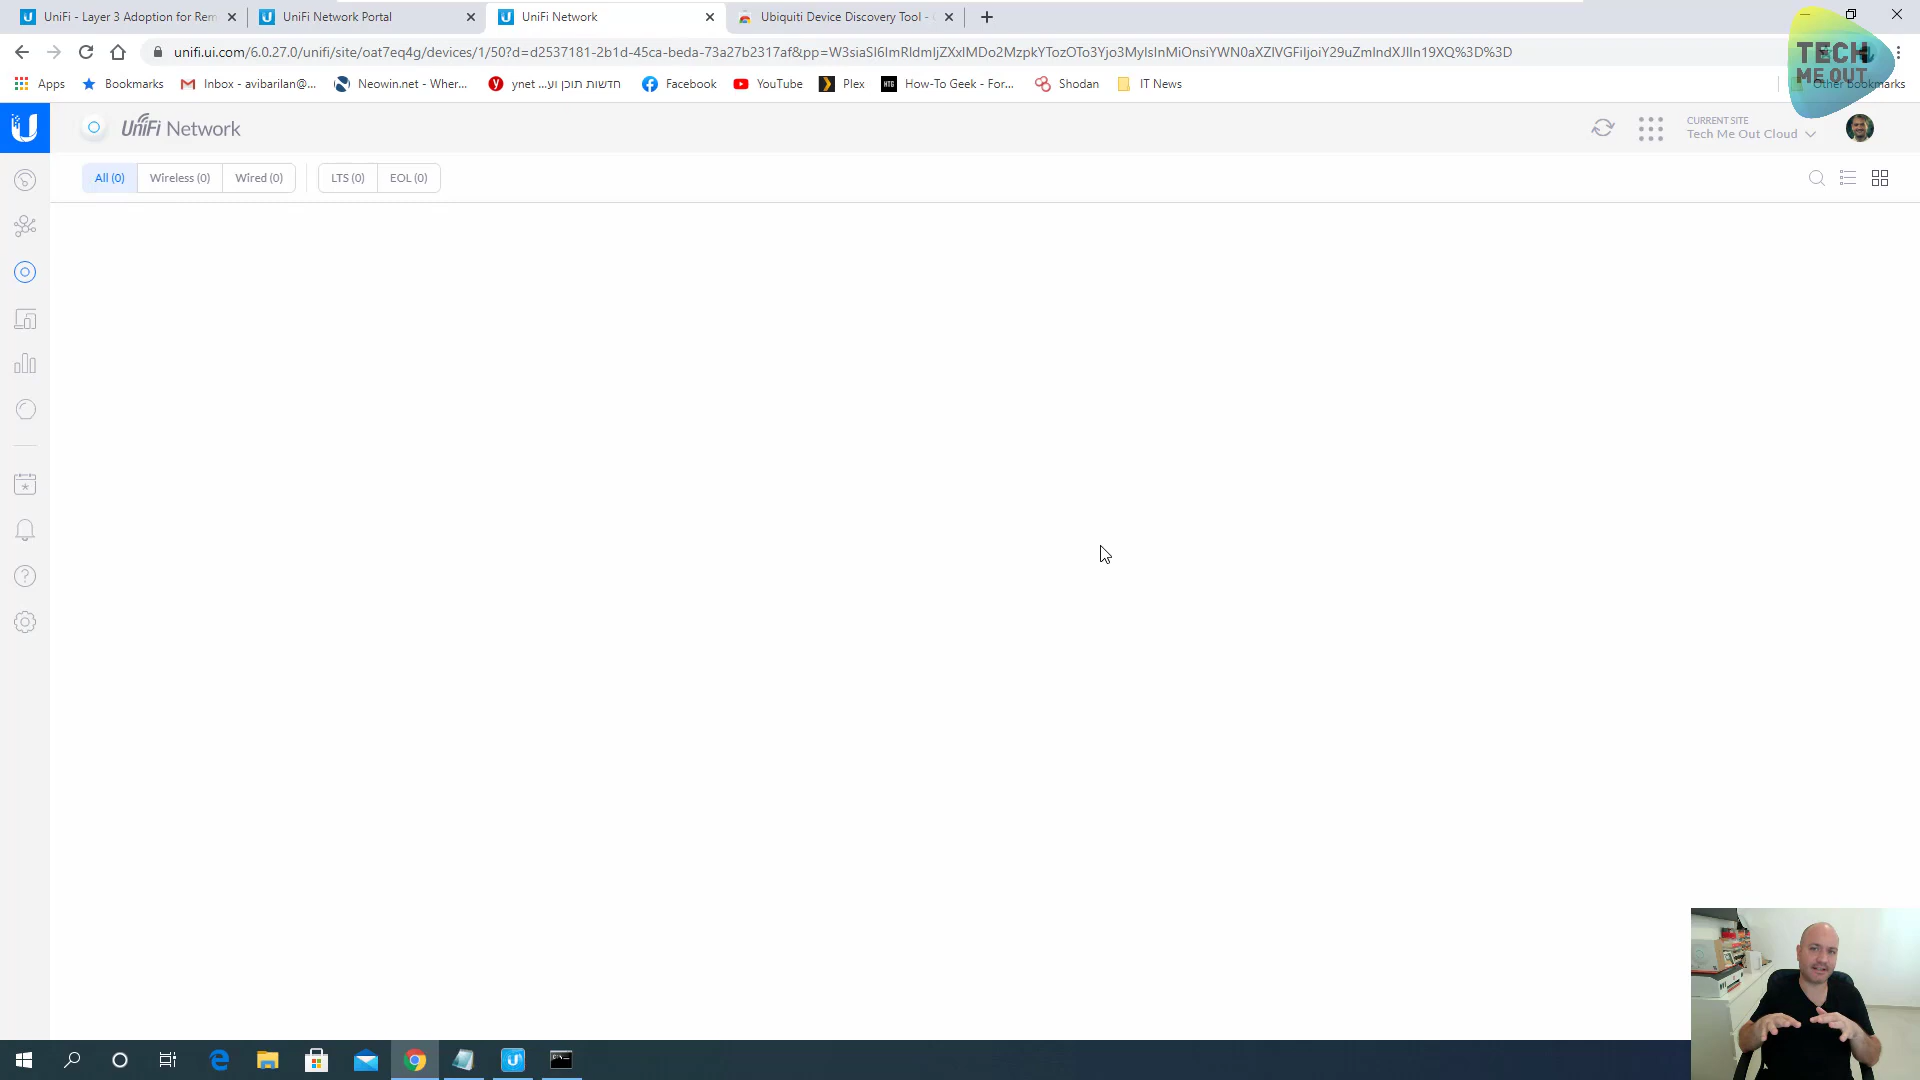 UniFi - Layer 3 Adoption for Rem
UniFi Network Portal
UniFi Network
Ubiquiti Device Discovery Tool -
unifi.ui.com/6.0.27.0/unifi/site/oat7eq4g/devices/1/50?d=d2537181-2b1d-45ca-beda-73a27b2317af&pp=W3siaSI6ImRldmljZXxlMDo2MzpkYTozOTo3Yjo3MyIsInMiOnsiYWN0aXZlVGFiIjoiY29uZmlndXJlIn19XQ%3D%3D
Apps
Bookmarks
Inbox - avibarilan@...
Neowin.net - Wher...
ynet חדשות תוכן וע...
Facebook
YouTube
Plex
How-To Geek - For...
Shodan
IT News
Other bookmarks
TECH
ME OUT
UniFi Network
CURRENT SITE
Tech Me Out Cloud
All (0)
Wireless (0)
Wired (0)
LTS (0)
EOL (0)